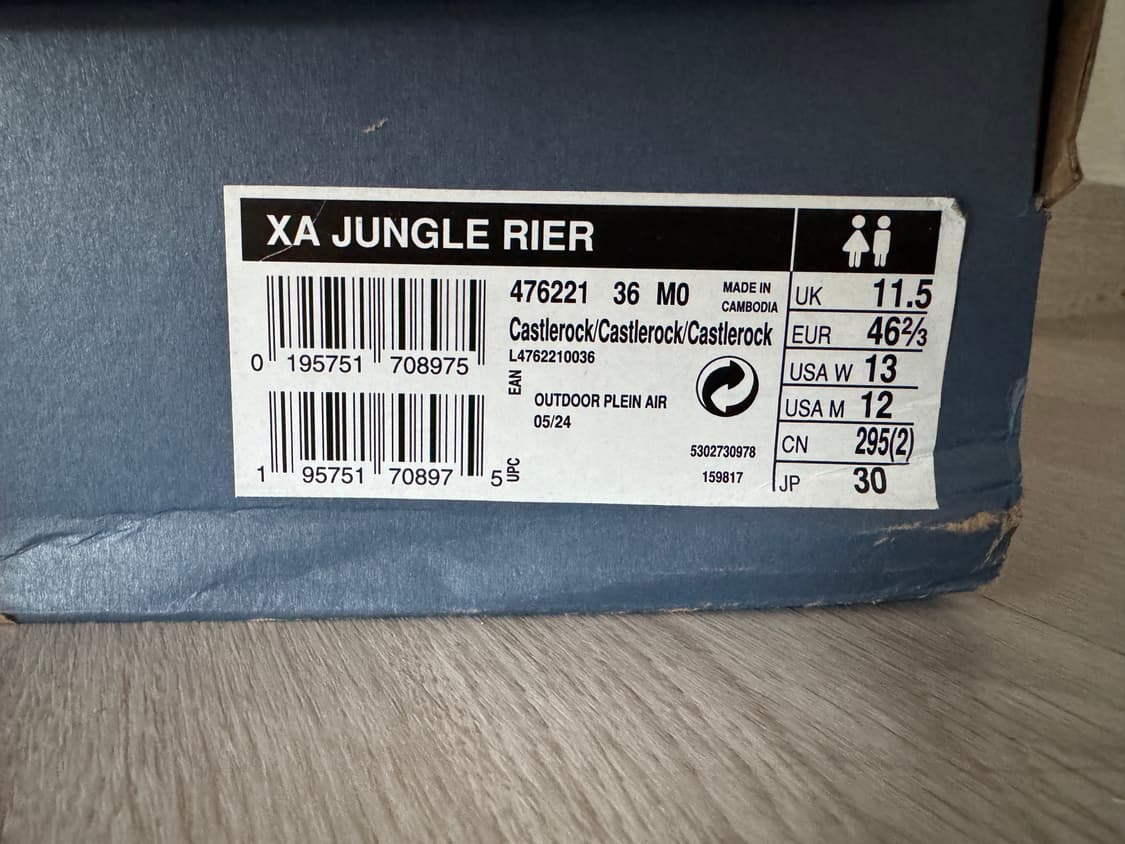 XA JUNGLE RIER
476221 36 M0
MADE IN
CAMBODIA
Castlerock/Castlerock/Castlerock
L4762210036
0 195751 708975
EAN
OUTDOOR PLEIN AIR
05/24
5302730978
159817
1 95751 70897 5
UPC
UK 11.5
EUR 46⅔
USA W 13
USA M 12
CN 295(2)
JP 30